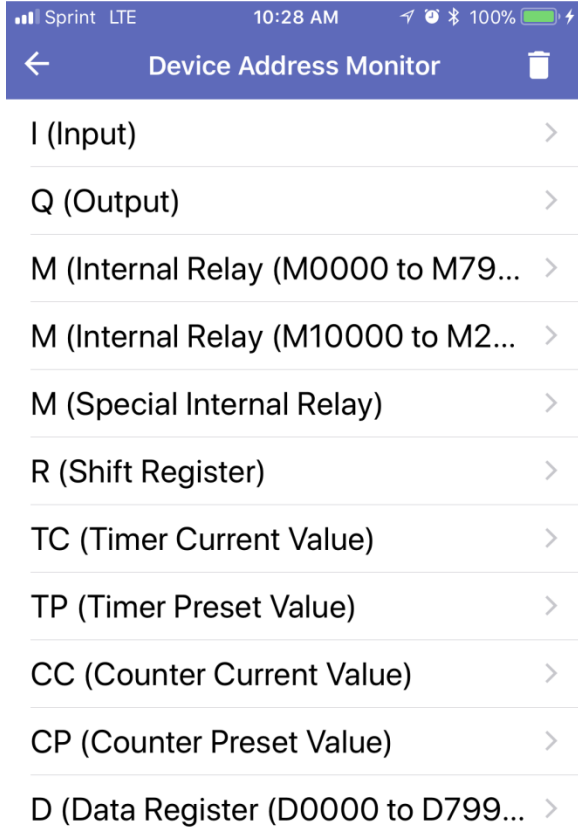 Sprint LTE 10:28 AM 100%
Device Address Monitor
I (Input)
Q (Output)
M (Internal Relay (M0000 to M79...
M (Internal Relay (M10000 to M2...
M (Special Internal Relay)
R (Shift Register)
TC (Timer Current Value)
TP (Timer Preset Value)
CC (Counter Current Value)
CP (Counter Preset Value)
D (Data Register (D0000 to D799...